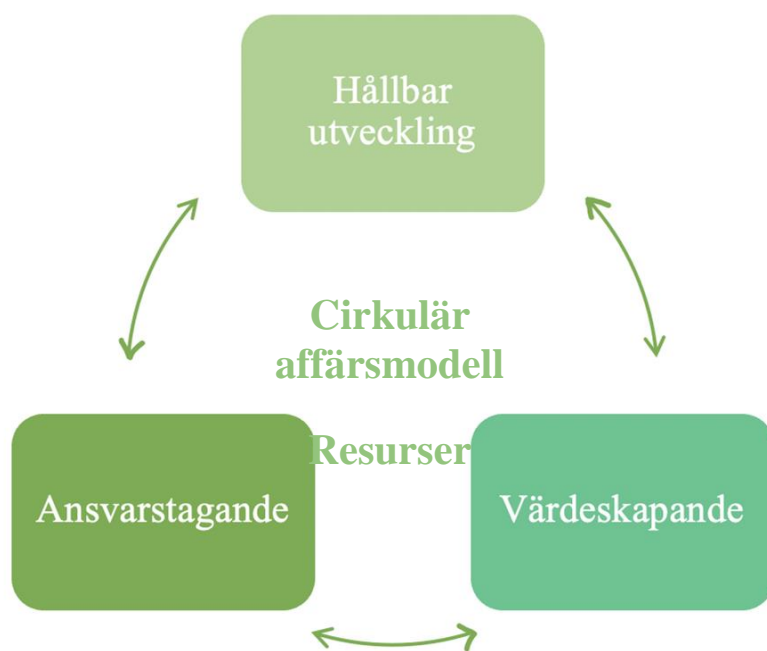 Hållbar
utveckling
Cirkulär
affärsmodell
Resurser
Ansvarstagande
Värdeskapande